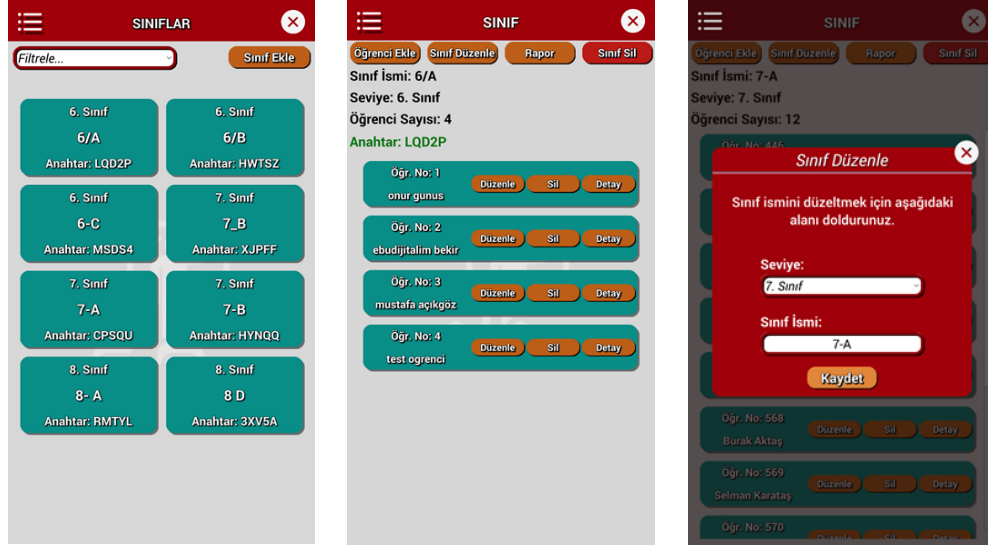 SINIFLAR
Filtrele...
Sınıf Ekle
6. Sınıf
6/A
Anahtar: LQD2P
6. Sınıf
6/B
Anahtar: HWTSZ
6. Sınıf
6-C
Anahtar: MSDS4
7. Sınıf
7_B
Anahtar: XJPFF
7. Sınıf
7-A
Anahtar: CPSQU
7. Sınıf
7-B
Anahtar: HYNQQ
8. Sınıf
8- A
Anahtar: RMTYL
8. Sınıf
8 D
Anahtar: 3XV5A
SINIF
Öğrenci Ekle Sınıf Düzenle Rapor Sınıf Sil
Sınıf İsmi: 6/A
Seviye: 6. Sınıf
Öğrenci Sayısı: 4
Anahtar: LQD2P
Öğr. No: 1
onur gunus
Düzenle Sil Detay
Öğr. No: 2
ebudijitalim bekir
Düzenle Sil Detay
Öğr. No: 3
mustafa açıkgöz
Düzenle Sil Detay
Öğr. No: 4
test ogrenci
Düzenle Sil Detay
SINIF
Öğrenci Ekle Sınıf Düzenle Rapor Sınıf Sil
Sınıf İsmi: 7-A
Seviye: 7. Sınıf
Öğrenci Sayısı: 12
Öğr. No: 446
Sınıf Düzenle
Sınıf ismini düzeltmek için aşağıdaki
alanı doldurunuz.
Seviye:
7. Sınıf
Sınıf İsmi:
7-A
Kaydet
Öğr. No: 568
Burak Aktaş
Düzenle Sil Detay
Öğr. No: 569
Selman Karataş
Düzenle Sil Detay
Öğr. No: 570
Düzenle Sil Detay